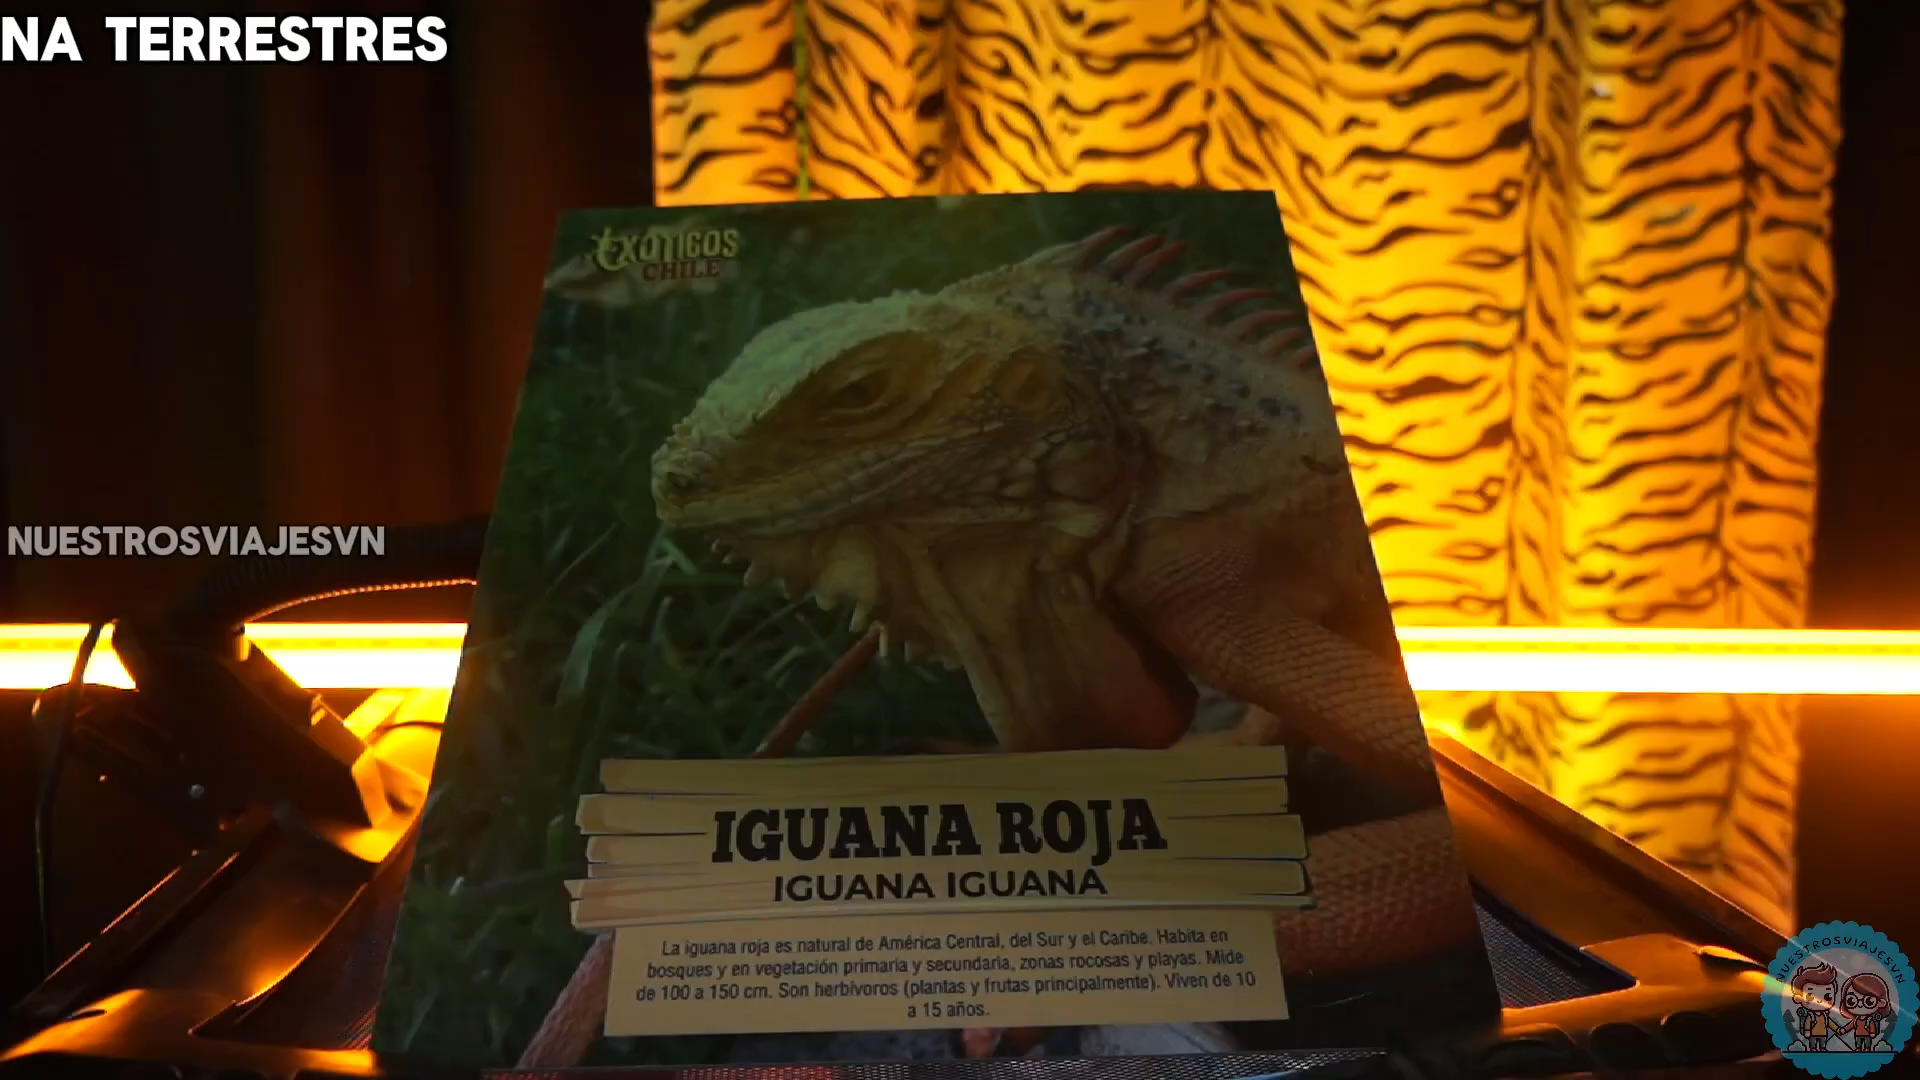 NA TERRESTRES
EXOTICOS
CHILE
NUESTROSVIAJESVN
IGUANA ROJA
IGUANA IGUANA
La iguana roja es natural de América Central, del Sur y el Caribe. Habita en
bosques y en vegetación primaria y secundaria, zonas rocosas y playas. Mide
de 100 a 150 cm. Son herbívoros (plantas y frutas principalmente). Viven de 10
a 15 años.
NUESTROSVIAJESVN